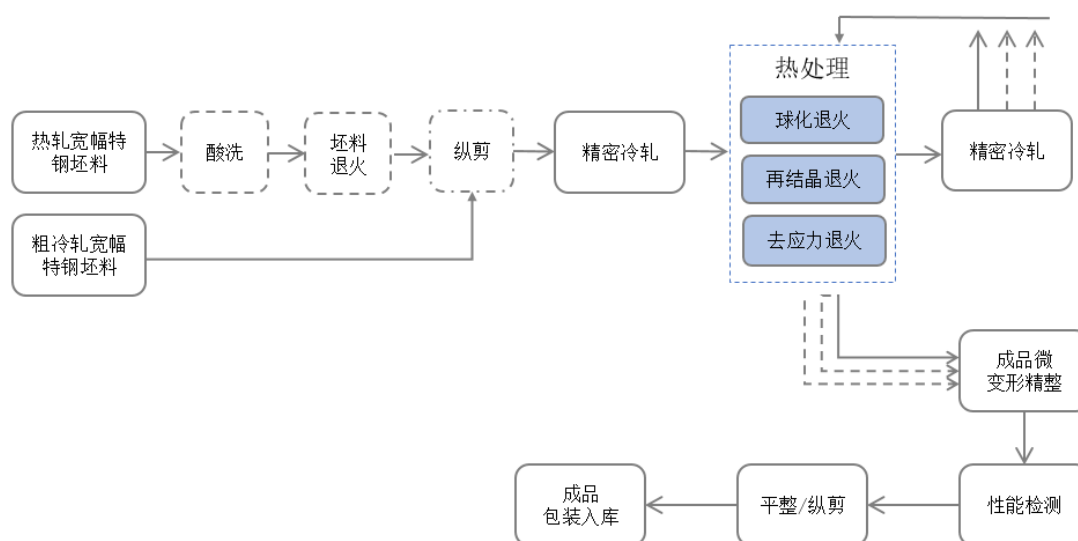 热轧宽幅特
钢坯料
酸洗
坯料
退火
纵剪
精密冷轧
热处理
球化退火
再结晶退火
去应力退火
精密冷轧
粗冷轧宽幅
特钢坯料
成品微
变形精整
性能检测
平整/纵剪
成品
包装入库